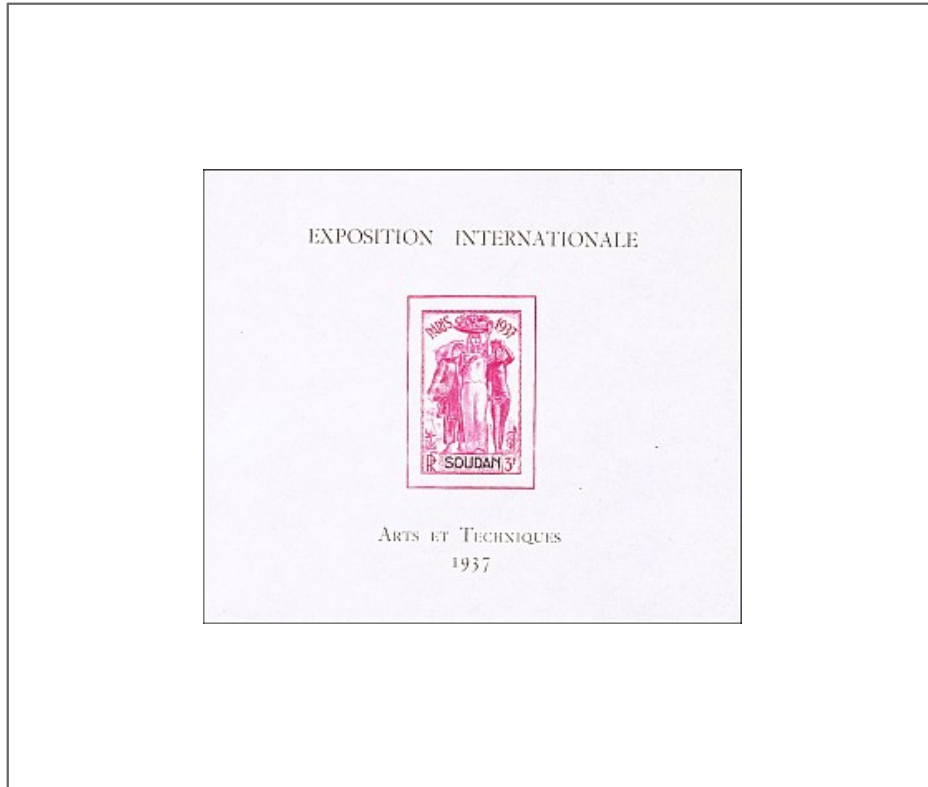 EXPOSITION INTERNATIONALE
PARIS 1937
RF SOUDAN 3F
ARTS ET TECHNIQUES
1937